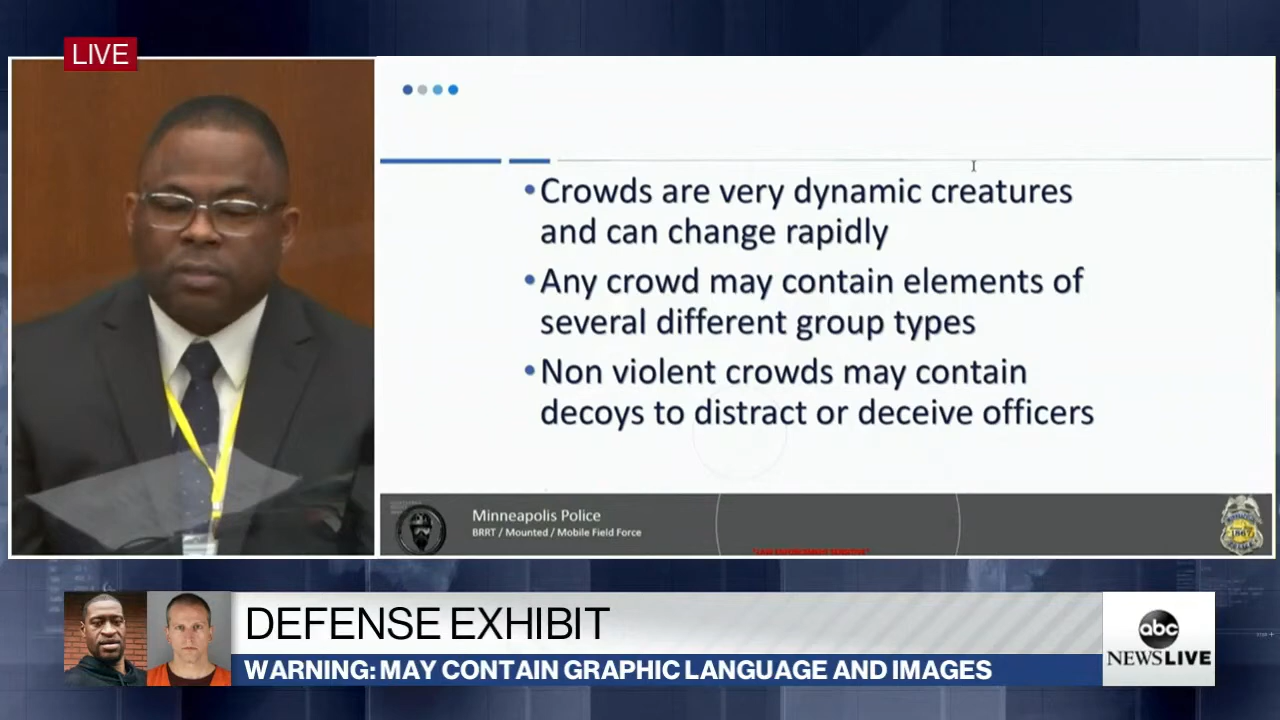 LIVE
•Crowds are very dynamic creatures
and can change rapidly
•Any crowd may contain elements of
several different group types
•Non violent crowds may contain
decoys to distract or deceive officers
Minneapolis Police
BRRT / Mounted / Mobile Field Force
1867
DEFENSE EXHIBIT
WARNING: MAY CONTAIN GRAPHIC LANGUAGE AND IMAGES
abc
NEWS LIVE